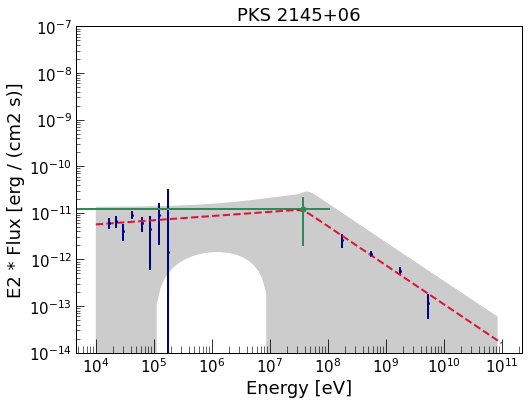 PKS 2145+06
E2 * Flux [erg / (cm2 s)]
10⁻⁷
10⁻⁸
10⁻⁹
10⁻¹⁰
10⁻¹¹
10⁻¹²
10⁻¹³
10⁻¹⁴
10⁴ 10⁵ 10⁶ 10⁷ 10⁸ 10⁹ 10¹⁰ 10¹¹
Energy [eV]